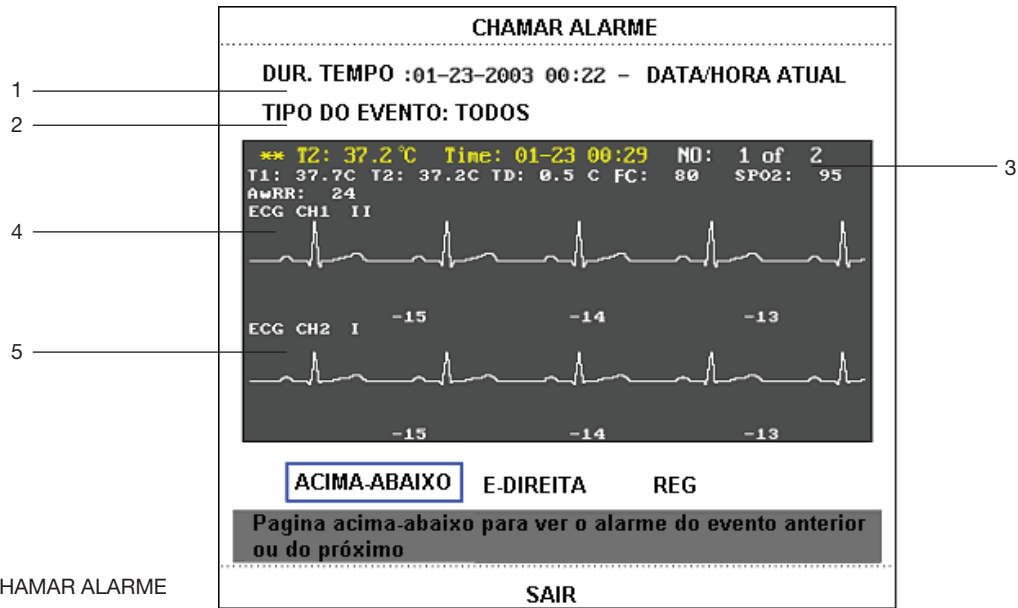 CHAMAR ALARME
DUR. TEMPO :01-23-2003 00:22 - DATA/HORA ATUAL
1
TIPO DO EVENTO: TODOS
2
** T2: 37.2℃ Time: 01-23 00:29 NO: 1 of 2
3
T1: 37.7C T2: 37.2C TD: 0.5 C FC: 80 SPO2: 95
AwRR: 24
ECG CH1 II
4
-15 -14 -13
ECG CH2 I
5
-15 -14 -13
ACIMA-ABAIXO E-DIREITA REG
Pagina acima-abaixo para ver o alarme do evento anterior
ou do próximo
HAMAR ALARME
SAIR